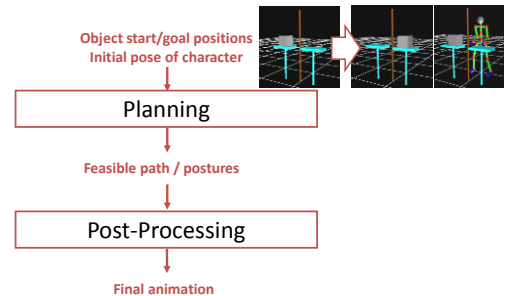 Object start/goal positions
Initial pose of character
Planning
Feasible path / postures
Post-Processing
Final animation